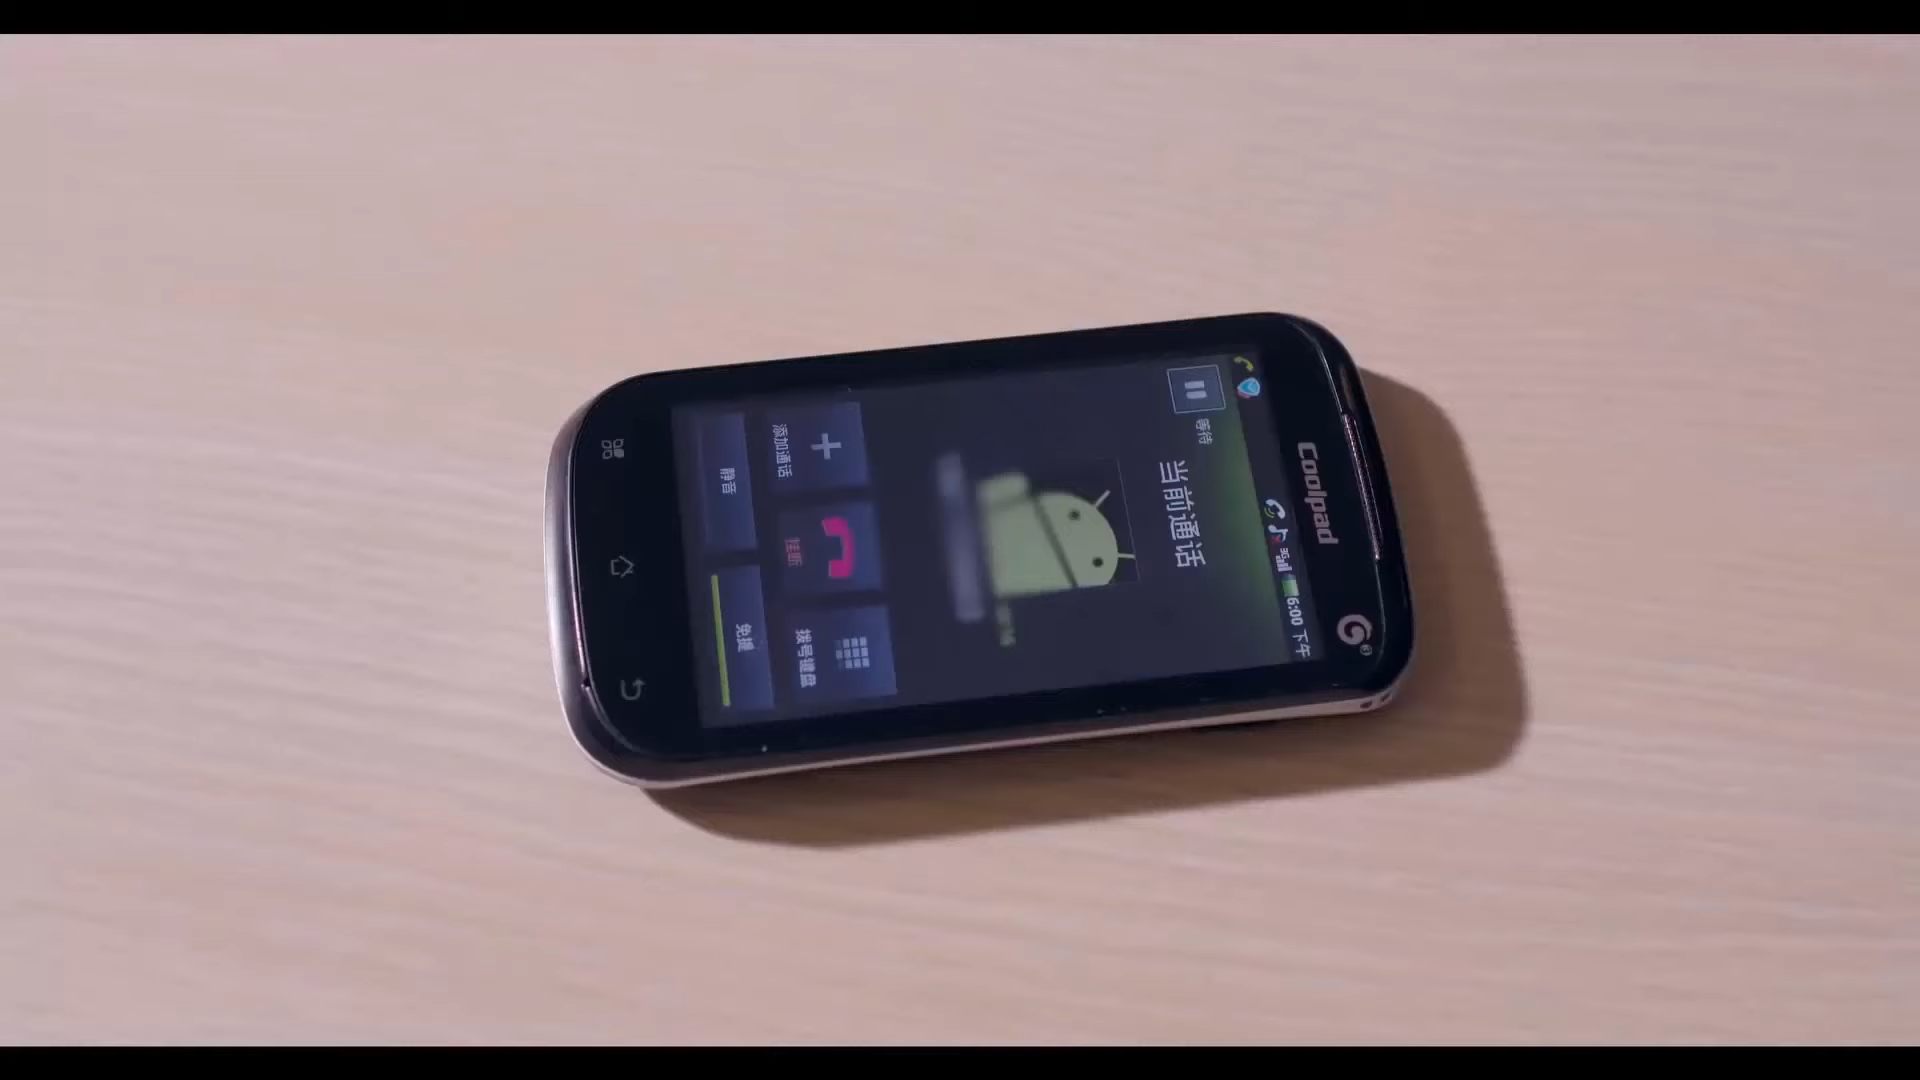 Coolpad
3G
6:00 下午
等待
当前通话
添加通话
挂断
拨号键盘
静音
免提